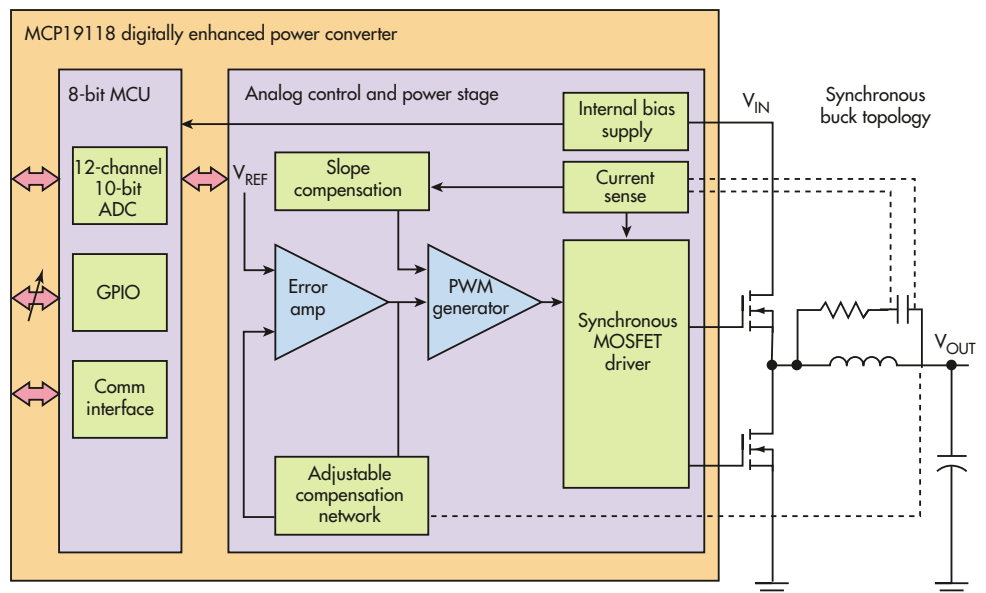 MCP19118 digitally enhanced power converter
8-bit MCU
12-channel
10-bit
ADC
GPIO
Comm
interface
Analog control and power stage
Internal bias
supply
Slope
compensation
Current
sense
VREF
Error
amp
PWM
generator
Synchronous
MOSFET
driver
Adjustable
compensation
network
VIN
Synchronous
buck topology
VOUT